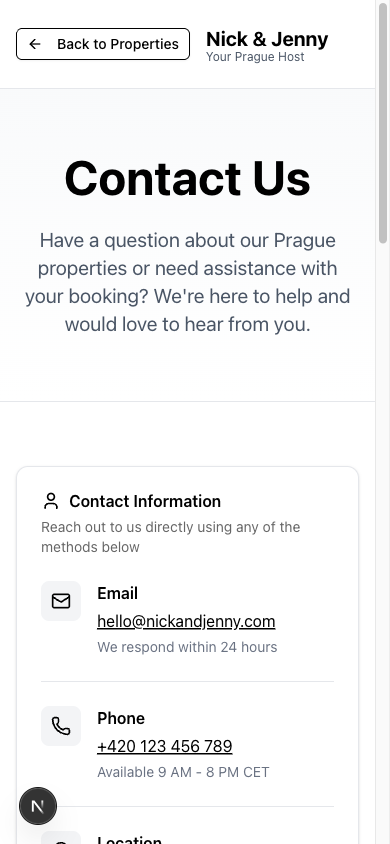 Back to Properties
Nick & Jenny
Your Prague Host
Contact Us
Have a question about our Prague
properties or need assistance with
your booking? We're here to help and
would love to hear from you.
Contact Information
Reach out to us directly using any of the
methods below
Email
hello@nickandjenny.com
We respond within 24 hours
Phone
+420 123 456 789
Available 9 AM - 8 PM CET
N
Location